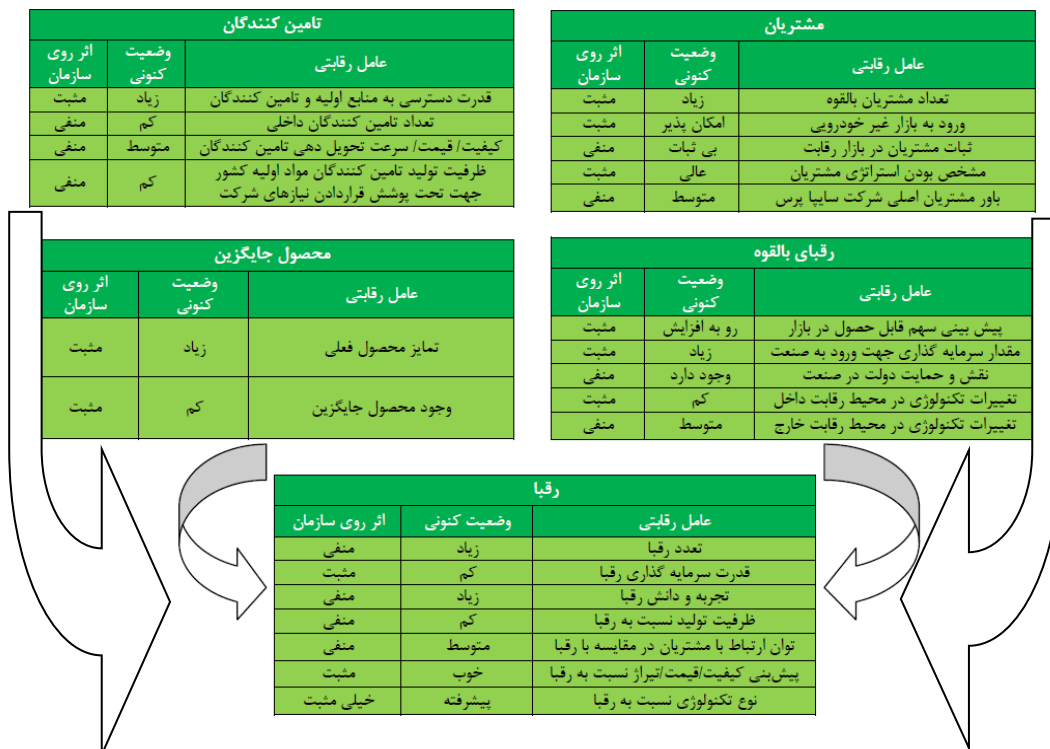 مشتریان
عامل رقابتی وضعیت کنونی اثر روی سازمان
تعداد مشتریان بالقوه زیاد مثبت
ورود به بازار غیر خودرویی امکان پذیر مثبت
ثبات مشتریان در بازار رقابت بی ثبات منفی
مشخص بودن استراتژی مشتریان عالی مثبت
باور مشتریان اصلی شرکت سایپا پرس متوسط منفی
تامین کنندگان
عامل رقابتی وضعیت کنونی اثر روی سازمان
قدرت دسترسی به منابع اولیه و تامین کنندگان زیاد مثبت
تعداد تامین کنندگان داخلی کم منفی
کیفیت/ قیمت/ سرعت تحویل دهی تامین کنندگان متوسط منفی
ظرفیت تولید تامین کنندگان مواد اولیه کشور
جهت تحت پوشش قراردادن نیازهای شرکت کم منفی
رقبای بالقوه
عامل رقابتی وضعیت کنونی اثر روی سازمان
پیش بینی سهم قابل حصول در بازار رو به افزایش مثبت
مقدار سرمایه گذاری جهت ورود به صنعت زیاد مثبت
نقش و حمایت دولت در صنعت وجود دارد منفی
تغییرات تکنولوژی در محیط رقابت داخل کم مثبت
تغییرات تکنولوژی در محیط رقابت خارج متوسط منفی
محصول جایگزین
عامل رقابتی وضعیت کنونی اثر روی سازمان
تمایز محصول فعلی زیاد مثبت
وجود محصول جایگزین کم مثبت
رقبا
عامل رقابتی وضعیت کنونی اثر روی سازمان
تعدد رقبا زیاد منفی
قدرت سرمایه گذاری رقبا کم مثبت
تجربه و دانش رقبا زیاد منفی
ظرفیت تولید نسبت به رقبا کم منفی
توان ارتباط با مشتریان در مقایسه با رقبا متوسط منفی
پیش‌بنی کیفیت/قیمت/تیراژ نسبت به رقبا خوب مثبت
نوع تکنولوژی نسبت به رقبا پیشرفته خیلی مثبت